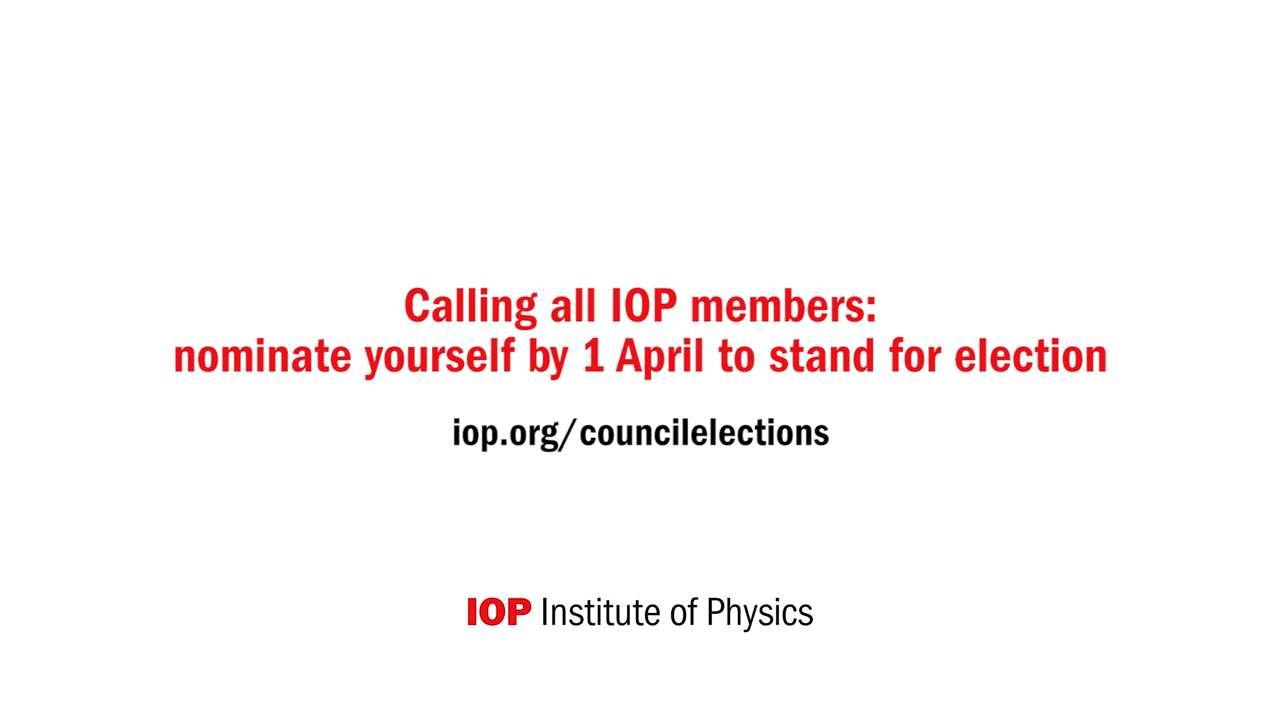 Calling all IOP members:
nominate yourself by 1 April to stand for election
iop.org/councilelections
IOP Institute of Physics